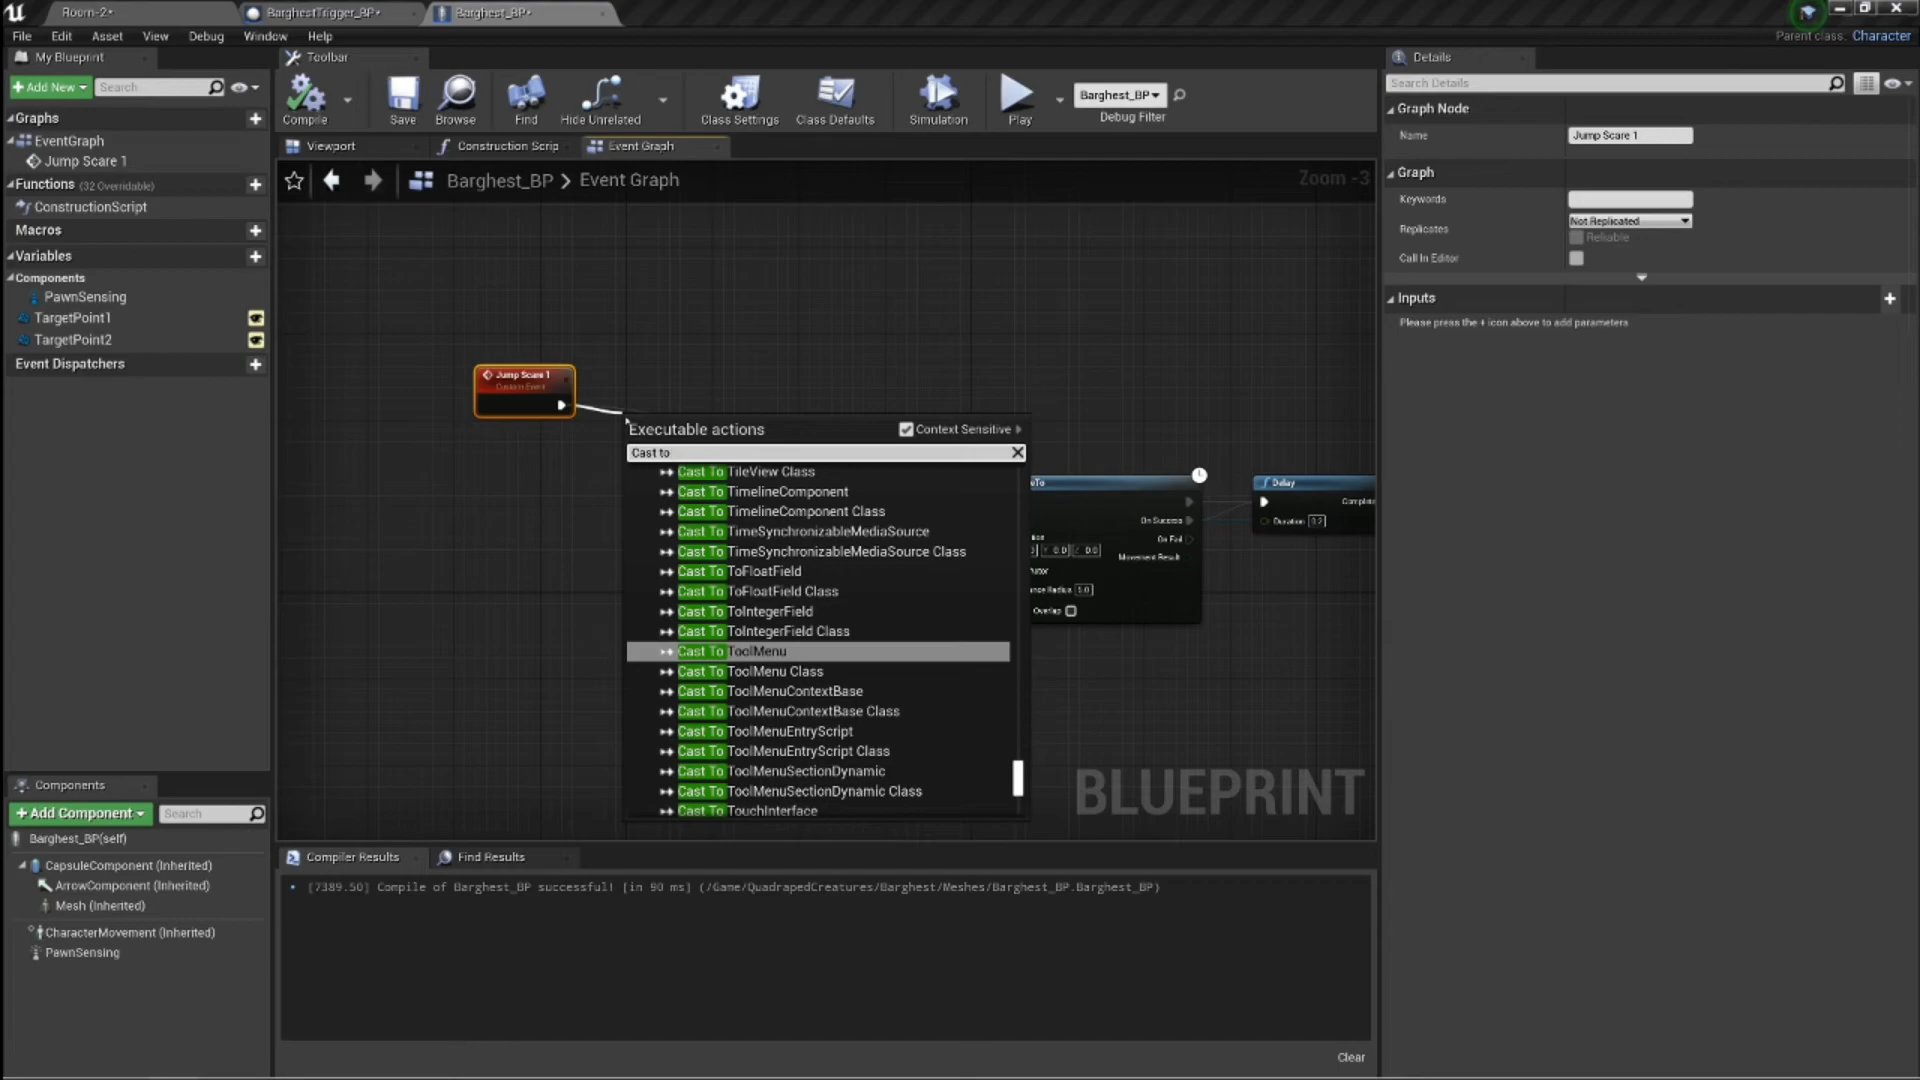 Room-2*
BarghestTrigger_BP*
Barghest_BP*
File Edit Asset View Debug Window Help
Parent class: Character
My Blueprint
+ Add New
Search
Graphs
EventGraph
Jump Scare 1
Functions (32 Overridable)
ConstructionScript
Macros
Variables
Components
PawnSensing
TargetPoint1
TargetPoint2
Event Dispatchers
Components
+ Add Component
Search
Barghest_BP(self)
CapsuleComponent (Inherited)
ArrowComponent (Inherited)
Mesh (Inherited)
CharacterMovement (Inherited)
PawnSensing
Toolbar
Compile
Save
Browse
Find
Hide Unrelated
Class Settings
Class Defaults
Simulation
Play
Barghest_BP
Debug Filter
Viewport
Construction Scrip
Event Graph
Barghest_BP > Event Graph
Zoom -3
Jump Scare 1
Custom Event
Executable actions
Context Sensitive
Cast to
Cast To TileView Class
Cast To TimelineComponent
Cast To TimelineComponent Class
Cast To TimeSynchronizableMediaSource
Cast To TimeSynchronizableMediaSource Class
Cast To ToFloatField
Cast To ToFloatField Class
Cast To ToIntegerField
Cast To ToIntegerField Class
Cast To ToolMenu
Cast To ToolMenu Class
Cast To ToolMenuContextBase
Cast To ToolMenuContextBase Class
Cast To ToolMenuEntryScript
Cast To ToolMenuEntryScript Class
Cast To ToolMenuSectionDynamic
Cast To ToolMenuSectionDynamic Class
Cast To TouchInterface
On Success
On Fail
Movement Result
0.0 Z 0.0
Radius 5.0
Overlap
Delay
Complete
Duration 0.2
BLUEPRINT
Compiler Results
Find Results
• [7389.50] Compile of Barghest_BP successful! [in 90 ms] (/Game/QuadrapedCreatures/Barghest/Meshes/Barghest_BP.Barghest_BP)
Clear
Details
Search Details
Graph Node
Name Jump Scare 1
Graph
Keywords
Replicates Not Replicated
Reliable
Call In Editor
Inputs
Please press the + icon above to add parameters